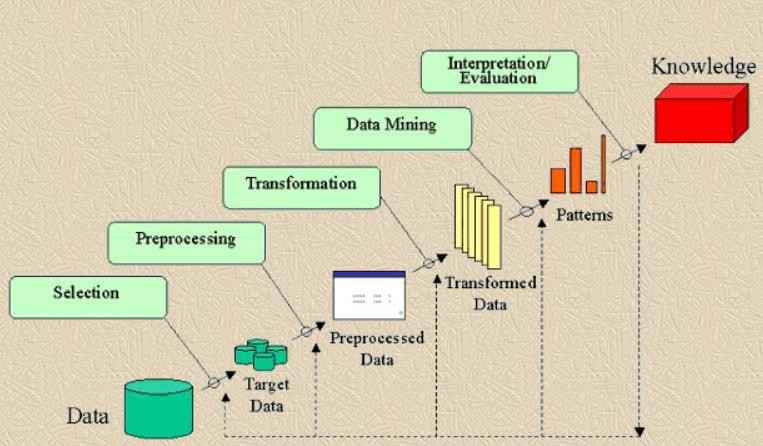 Interpretation/
Evaluation
Knowledge
Data Mining
Transformation
Patterns
Preprocessing
Transformed
Data
Selection
Preprocessed
Data
Target
Data
Data